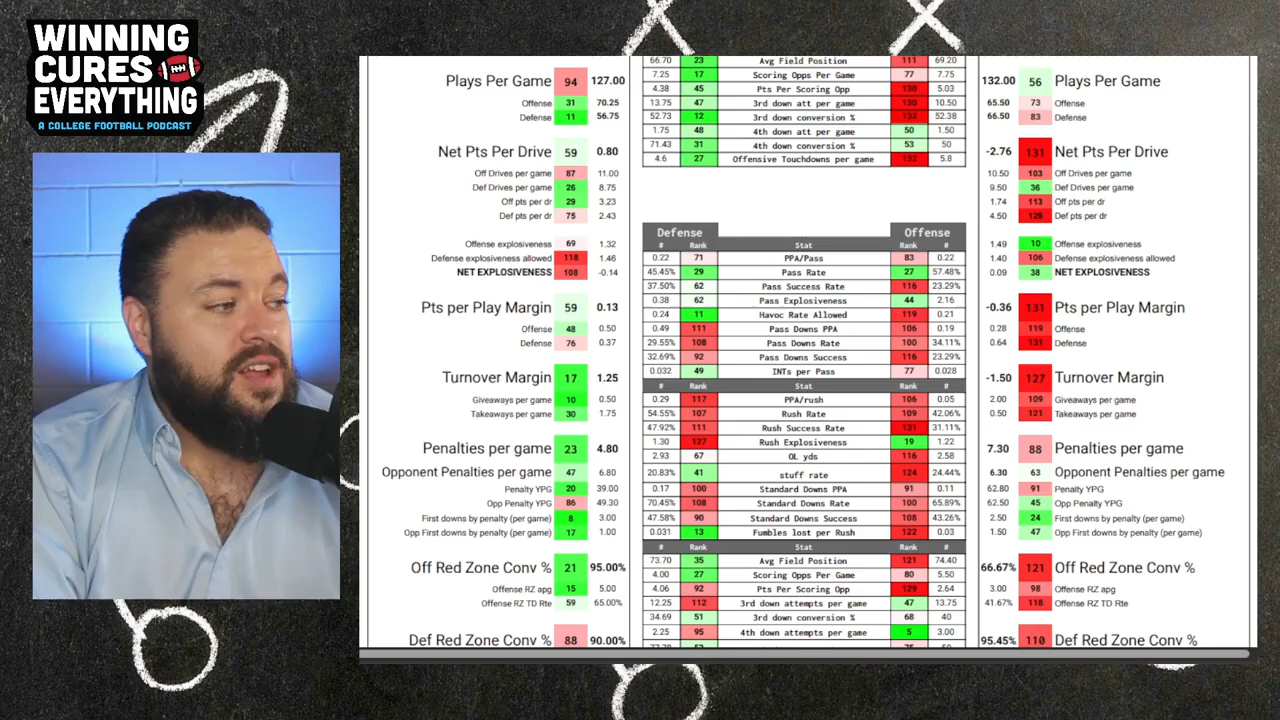 WINNING
CURES
EVERYTHING
A COLLEGE FOOTBALL PODCAST
66.70 23 Avg Field Position 111 69.20
7.25 17 Scoring Opps Per Game 77 7.75
4.38 45 Pts Per Scoring Opp 130 5.03
13.75 47 3rd down att per game 130 10.50
52.73 12 3rd down conversion % 133 52.38
1.75 48 4th down att per game 50 1.50
71.43 31 4th down conversion % 53 50
4.6 27 Offensive Touchdowns per game 132 5.8
Plays Per Game 94 127.00
Offense 31 70.25
Defense 11 56.75
Net Pts Per Drive 59 0.80
Off Drives per game 87 11.00
Def Drives per game 26 8.75
Off pts per dr 29 3.23
Def pts per dr 75 2.43
Offense explosiveness 69 1.32
Defense explosiveness allowed 118 1.46
NET EXPLOSIVENESS 108 -0.14
Pts per Play Margin 59 0.13
Offense 48 0.50
Defense 76 0.37
Turnover Margin 17 1.25
Giveaways per game 10 0.50
Takeaways per game 30 1.75
Penalties per game 23 4.80
Opponent Penalties per game 47 6.80
Penalty YPG 20 39.00
Opp Penalty YPG 86 49.30
First downs by penalty (per game) 8 3.00
Opp First downs by penalty (per game) 17 1.00
Off Red Zone Conv % 21 95.00%
Offense RZ apg 15 5.00
Offense RZ TD Rte 59 65.00%
Def Red Zone Conv % 88 90.00%
Defense Offense
# Rank Stat Rank #
0.22 71 PPA/Pass 83 0.22
45.45% 29 Pass Rate 27 57.48%
37.50% 62 Pass Success Rate 116 23.29%
0.38 62 Pass Explosiveness 44 2.16
0.24 11 Havoc Rate Allowed 119 0.21
0.49 111 Pass Downs PPA 106 0.19
29.55% 108 Pass Downs Rate 100 34.11%
32.69% 92 Pass Downs Success 116 23.29%
0.032 49 INTs per Pass 77 0.028
# Rank Stat Rank #
0.29 117 PPA/rush 106 0.05
54.55% 107 Rush Rate 109 42.06%
47.92% 111 Rush Success Rate 131 31.11%
1.30 127 Rush Explosiveness 19 1.22
2.93 67 OL yds 116 2.58
20.83% 41 stuff rate 124 24.44%
0.17 100 Standard Downs PPA 91 0.11
70.45% 108 Standard Downs Rate 100 65.89%
47.58% 90 Standard Downs Success 108 43.26%
0.031 13 Fumbles lost per Rush 122 0.03
# Rank Stat Rank #
73.70 35 Avg Field Position 121 74.40
4.00 27 Scoring Opps Per Game 80 5.50
4.06 92 Pts Per Scoring Opp 129 2.64
12.25 112 3rd down attempts per game 47 13.75
34.69 51 3rd down conversion % 68 40
2.25 95 4th down attempts per game 5 3.00
132.00 56 Plays Per Game
65.50 73 Offense
66.50 83 Defense
-2.76 131 Net Pts Per Drive
10.50 103 Off Drives per game
9.50 36 Def Drives per game
1.74 113 Off pts per dr
4.50 128 Def pts per dr
1.49 10 Offense explosiveness
1.40 106 Defense explosiveness allowed
0.09 38 NET EXPLOSIVENESS
-0.36 131 Pts per Play Margin
0.28 119 Offense
0.64 131 Defense
-1.50 127 Turnover Margin
2.00 109 Giveaways per game
0.50 121 Takeaways per game
7.30 88 Penalties per game
6.30 63 Opponent Penalties per game
62.80 91 Penalty YPG
62.50 45 Opp Penalty YPG
2.50 24 First downs by penalty (per game)
1.50 47 Opp First downs by penalty (per game)
66.67% 121 Off Red Zone Conv %
3.00 98 Offense RZ apg
41.67% 118 Offense RZ TD Rte
95.45% 110 Def Red Zone Conv %